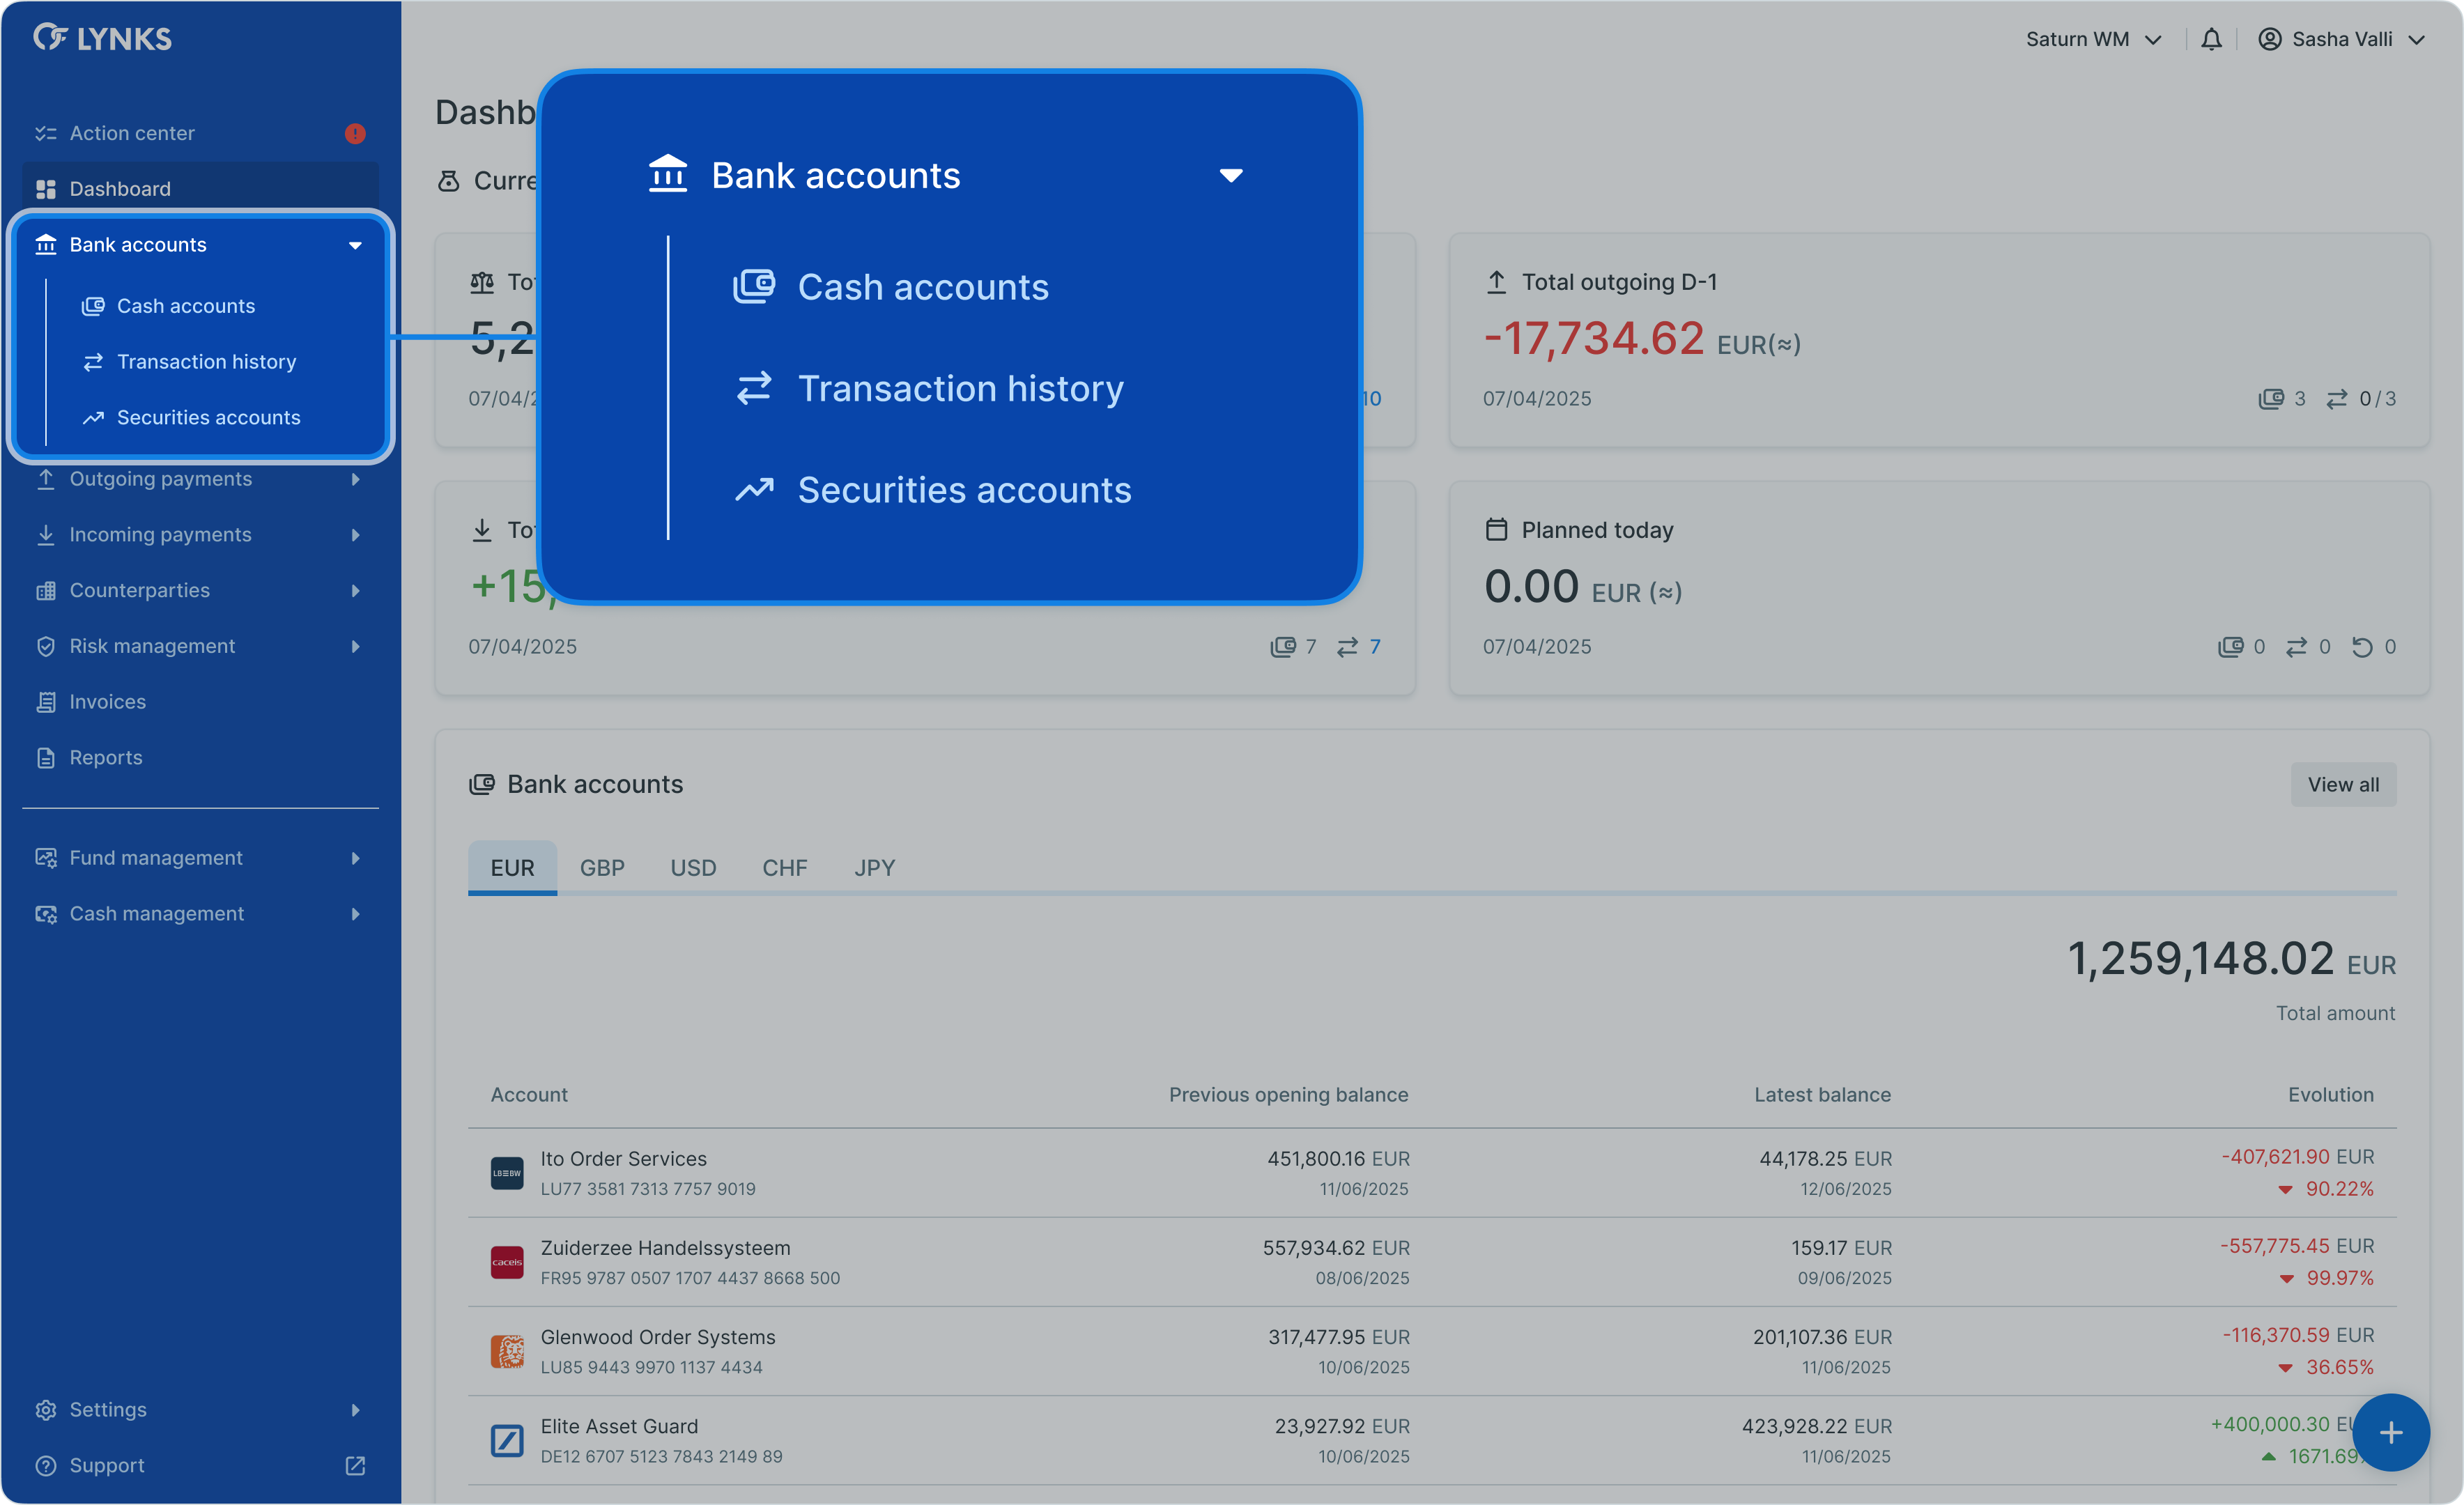 LYNKS
Action center
Dashboard
Bank accounts
Cash accounts
Transaction history
Securities accounts
Outgoing payments
Incoming payments
Counterparties
Risk management
Invoices
Reports
Fund management
Cash management
Settings
Support
Saturn WM
Sasha Valli
Dashb
Curre
Bank accounts
Cash accounts
Transaction history
Securities accounts
Tot
5,2
07/04/2
10
Total outgoing D-1
-17,734.62 EUR(≈)
07/04/2025 3 0/3
Tot
+15,
07/04/2025 7 7
Planned today
0.00 EUR (≈)
07/04/2025 0 0 0
Bank accounts View all
EUR GBP USD CHF JPY
1,259,148.02 EUR
Total amount
Account Previous opening balance Latest balance Evolution
LB≡BW
Ito Order Services 451,800.16 EUR 44,178.25 EUR -407,621.90 EUR
LU77 3581 7313 7757 9019 11/06/2025 12/06/2025 90.22%
caceis
Zuiderzee Handelssysteem 557,934.62 EUR 159.17 EUR -557,775.45 EUR
FR95 9787 0507 1707 4437 8668 500 08/06/2025 09/06/2025 99.97%
Glenwood Order Systems 317,477.95 EUR 201,107.36 EUR -116,370.59 EUR
LU85 9443 9970 1137 4434 10/06/2025 11/06/2025 36.65%
Elite Asset Guard 23,927.92 EUR 423,928.22 EUR +400,000.30 EU
DE12 6707 5123 7843 2149 89 10/06/2025 11/06/2025 1671.69